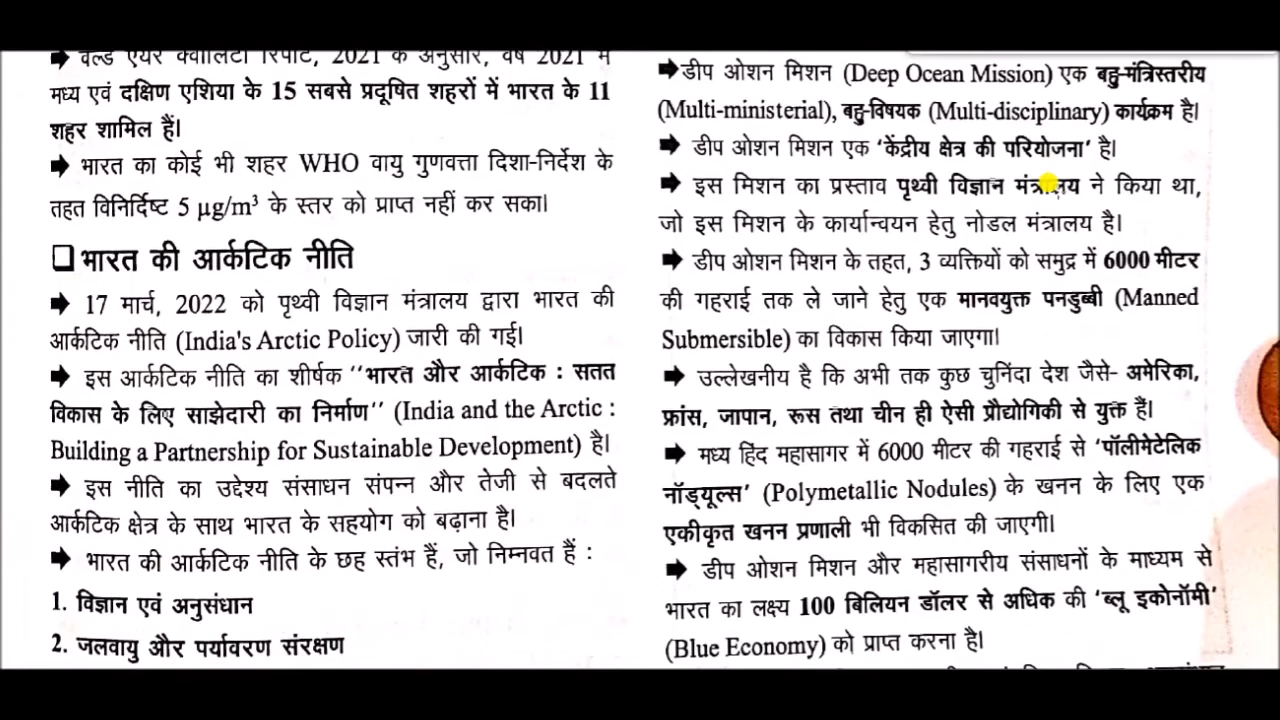 ➡ वर्ल्ड एयर क्वालिटी रिपोर्ट, 2021 के अनुसार, वर्ष 2021 में
मध्य एवं दक्षिण एशिया के 15 सबसे प्रदूषित शहरों में भारत के 11
शहर शामिल हैं।
➡ भारत का कोई भी शहर WHO वायु गुणवत्ता दिशा-निर्देश के
तहत विनिर्दिष्ट 5 µg/m³ के स्तर को प्राप्त नहीं कर सका।
❑ भारत की आर्कटिक नीति
➡ 17 मार्च, 2022 को पृथ्वी विज्ञान मंत्रालय द्वारा भारत की
आर्कटिक नीति (India's Arctic Policy) जारी की गई।
➡ इस आर्कटिक नीति का शीर्षक ''भारत और आर्कटिक : सतत
विकास के लिए साझेदारी का निर्माण'' (India and the Arctic :
Building a Partnership for Sustainable Development) है।
➡ इस नीति का उद्देश्य संसाधन संपन्न और तेजी से बदलते
आर्कटिक क्षेत्र के साथ भारत के सहयोग को बढ़ाना है।
➡ भारत की आर्कटिक नीति के छह स्तंभ हैं, जो निम्नवत हैं :
1. विज्ञान एवं अनुसंधान
2. जलवायु और पर्यावरण संरक्षण
➡ डीप ओशन मिशन (Deep Ocean Mission) एक बहु-मंत्रिस्तरीय
(Multi-ministerial), बहु-विषयक (Multi-disciplinary) कार्यक्रम है।
➡ डीप ओशन मिशन एक 'केंद्रीय क्षेत्र की परियोजना' है।
➡ इस मिशन का प्रस्ताव पृथ्वी विज्ञान मंत्रालय ने किया था,
जो इस मिशन के कार्यान्वयन हेतु नोडल मंत्रालय है।
➡ डीप ओशन मिशन के तहत, 3 व्यक्तियों को समुद्र में 6000 मीटर
की गहराई तक ले जाने हेतु एक मानवयुक्त पनडुब्बी (Manned
Submersible) का विकास किया जाएगा।
➡ उल्लेखनीय है कि अभी तक कुछ चुनिंदा देश जैसे- अमेरिका,
फ्रांस, जापान, रूस तथा चीन ही ऐसी प्रौद्योगिकी से युक्त हैं।
➡ मध्य हिंद महासागर में 6000 मीटर की गहराई से 'पॉलीमेटेलिक
नॉड्यूल्स' (Polymetallic Nodules) के खनन के लिए एक
एकीकृत खनन प्रणाली भी विकसित की जाएगी।
➡ डीप ओशन मिशन और महासागरीय संसाधनों के माध्यम से
भारत का लक्ष्य 100 बिलियन डॉलर से अधिक की 'ब्लू इकोनॉमी'
(Blue Economy) को प्राप्त करना है।